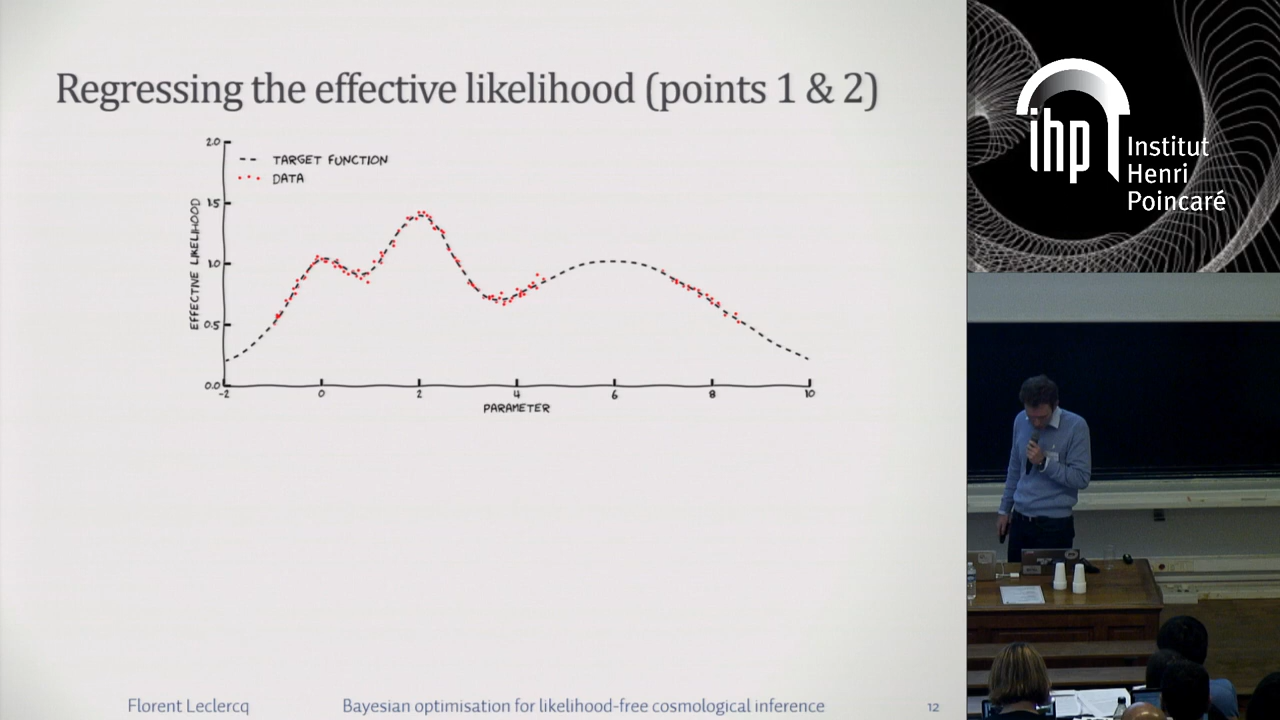 Regressing the effective likelihood (points 1 & 2)
2.0
TARGET FUNCTION
DATA
1.5
1.0
0.5
0.0
EFFECTIVE LIKELIHOOD
-2 0 2 4 6 8 10
PARAMETER
Florent Leclercq Bayesian optimisation for likelihood-free cosmological inference 12
ihp Institut
Henri
Poincaré